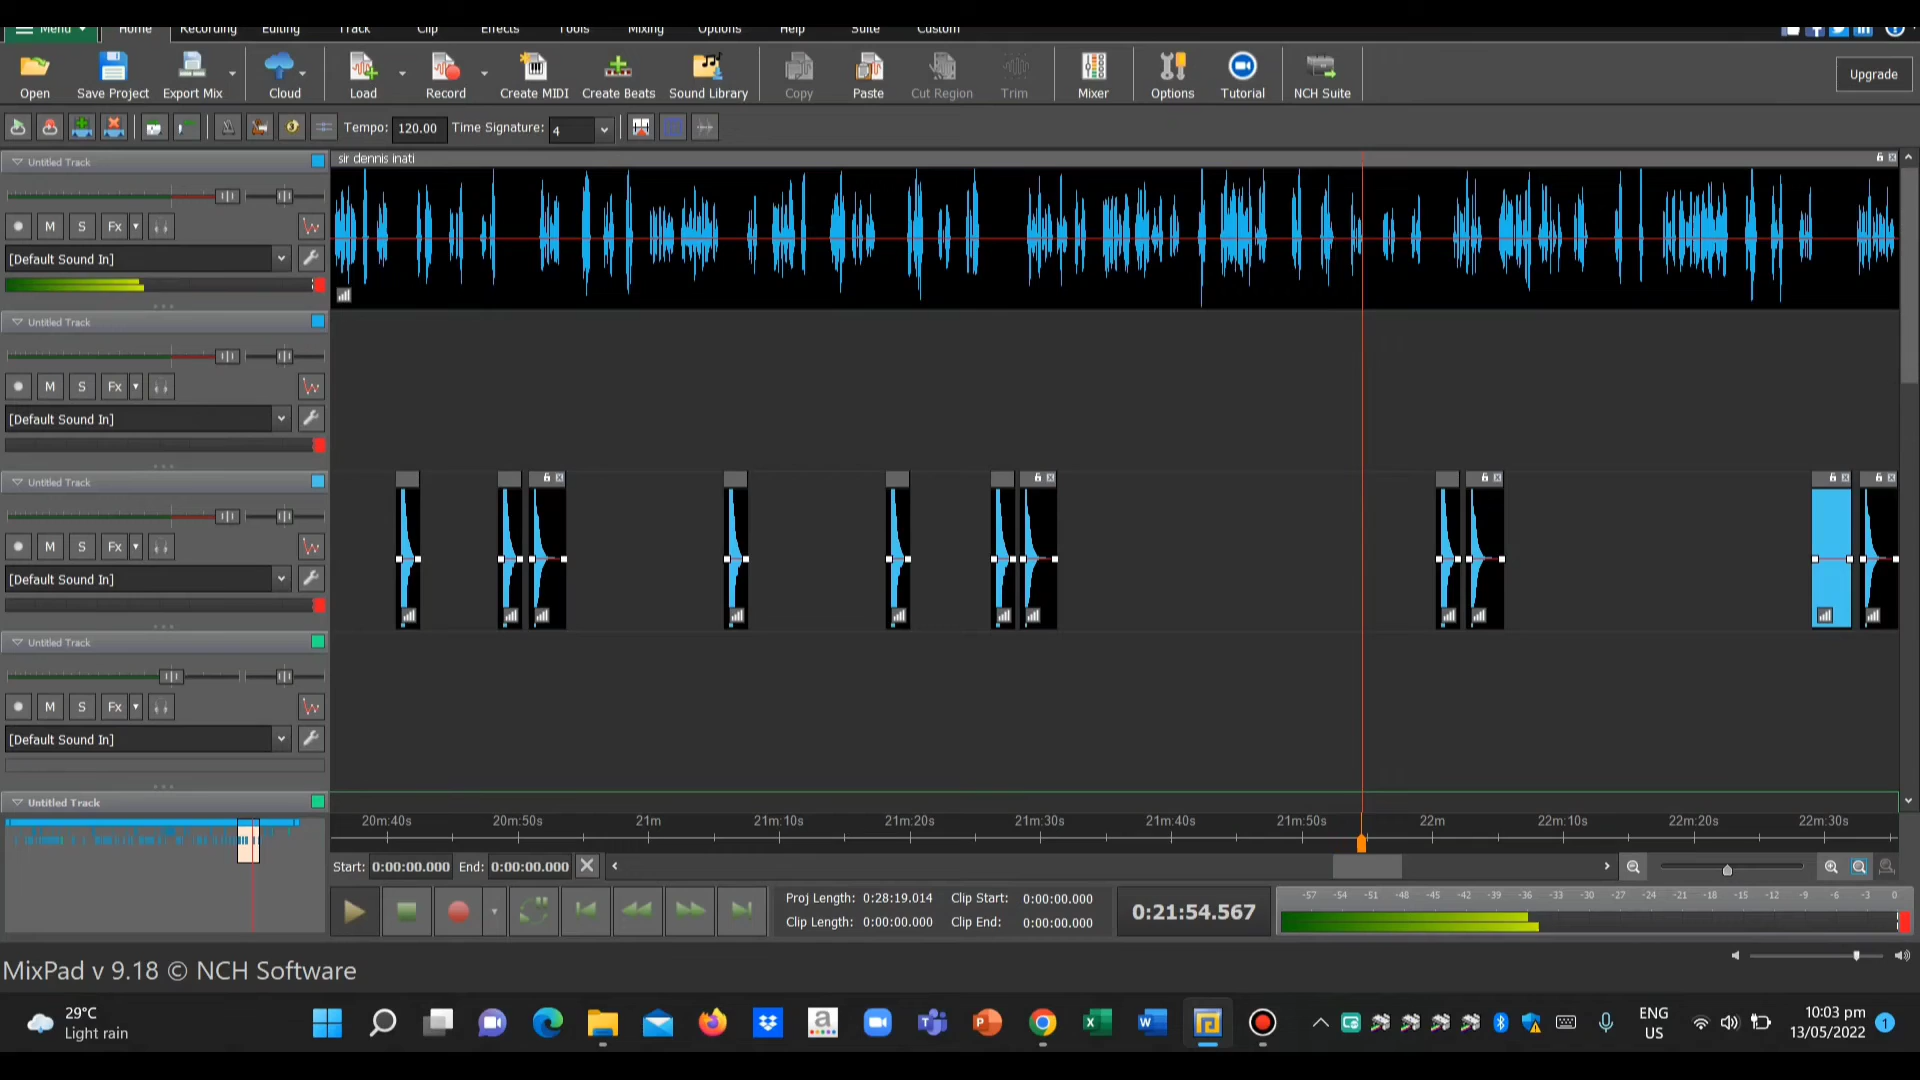 Menu Home Recording Editing Track Clip Effects Tools Mixing Options Help Suite Custom
Open Save Project Export Mix Cloud Load Record Create MIDI Create Beats Sound Library Copy Paste Cut Region Trim Mixer Options Tutorial NCH Suite Upgrade
Tempo: 120.00 Time Signature: 4
Untitled Track
sir dennis inati
M S Fx
[Default Sound In]
Untitled Track
M S Fx
[Default Sound In]
Untitled Track
M S Fx
[Default Sound In]
Untitled Track
M S Fx
[Default Sound In]
Untitled Track
20m:40s 20m:50s 21m 21m:10s 21m:20s 21m:30s 21m:40s 21m:50s 22m 22m:10s 22m:20s 22m:30s
Start: 0:00:00.000 End: 0:00:00.000
Proj Length: 0:28:19.014 Clip Start: 0:00:00.000
Clip Length: 0:00:00.000 Clip End: 0:00:00.000
0:21:54.567
-57 -54 -51 -48 -45 -42 -39 -36 -33 -30 -27 -24 -21 -18 -15 -12 -9 -6 -3 0
MixPad v 9.18 © NCH Software
29°C
Light rain
ENG
US
10:03 pm
13/05/2022
1